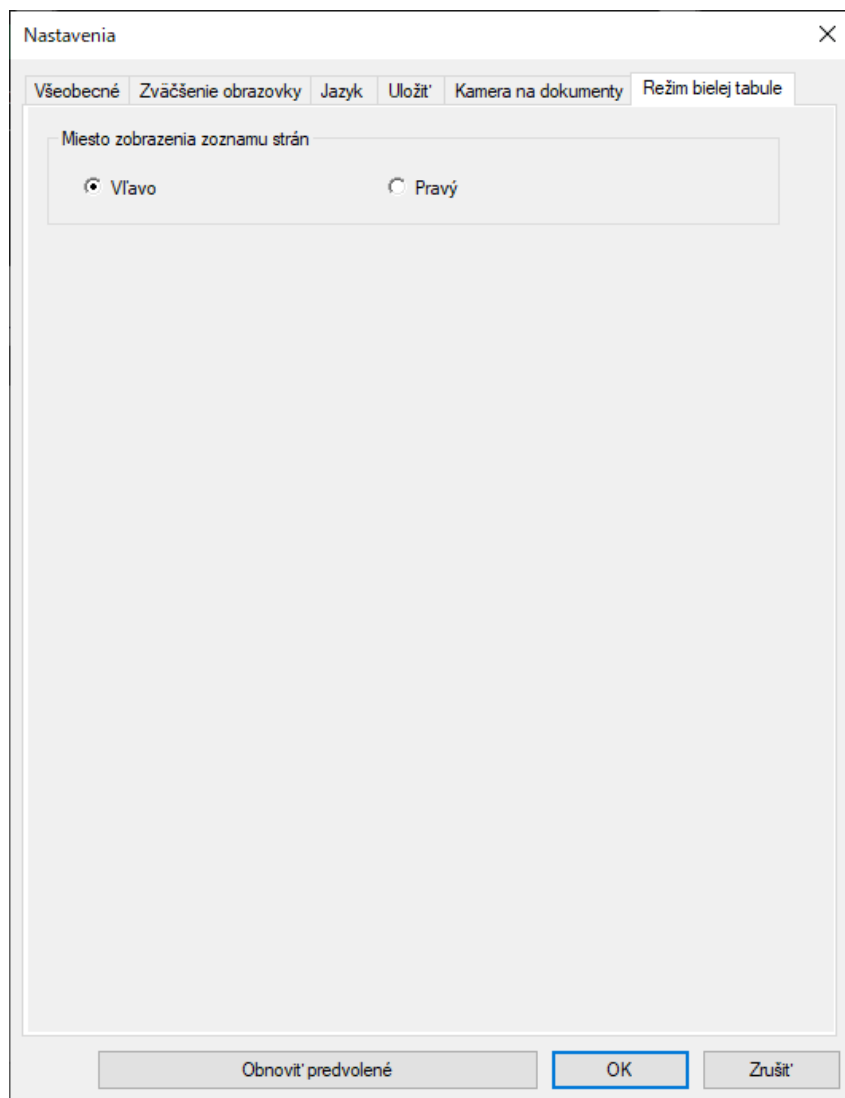 Nastavenia
Všeobecné Zväčšenie obrazovky Jazyk Uložiť Kamera na dokumenty Režim bielej tabule
Miesto zobrazenia zoznamu strán
Vľavo Pravý
Obnoviť predvolené OK Zrušiť